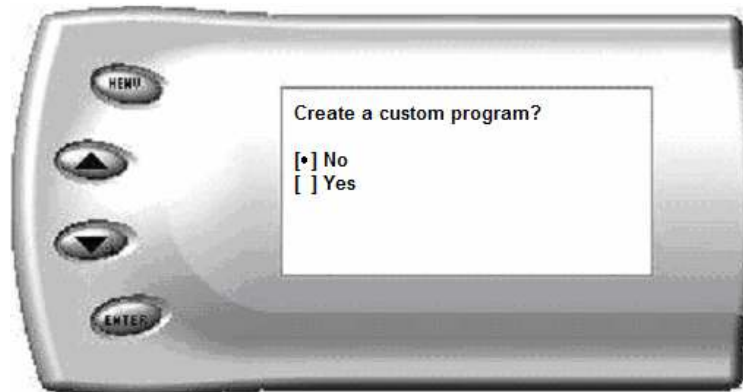 MENU
Create a custom program?
[•] No
[ ] Yes
ENTER